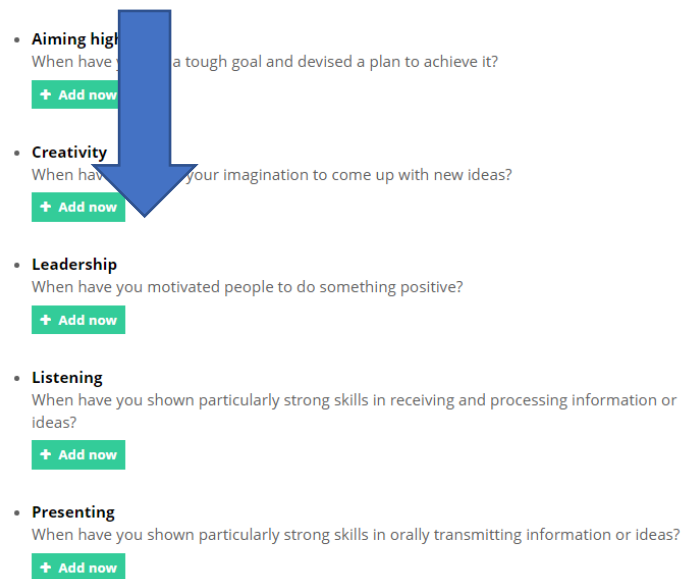 Aiming high
When have a tough goal and devised a plan to achieve it?
+ Add now
Creativity
When have your imagination to come up with new ideas?
+ Add now
Leadership
When have you motivated people to do something positive?
+ Add now
Listening
When have you shown particularly strong skills in receiving and processing information or
ideas?
+ Add now
Presenting
When have you shown particularly strong skills in orally transmitting information or ideas?
+ Add now